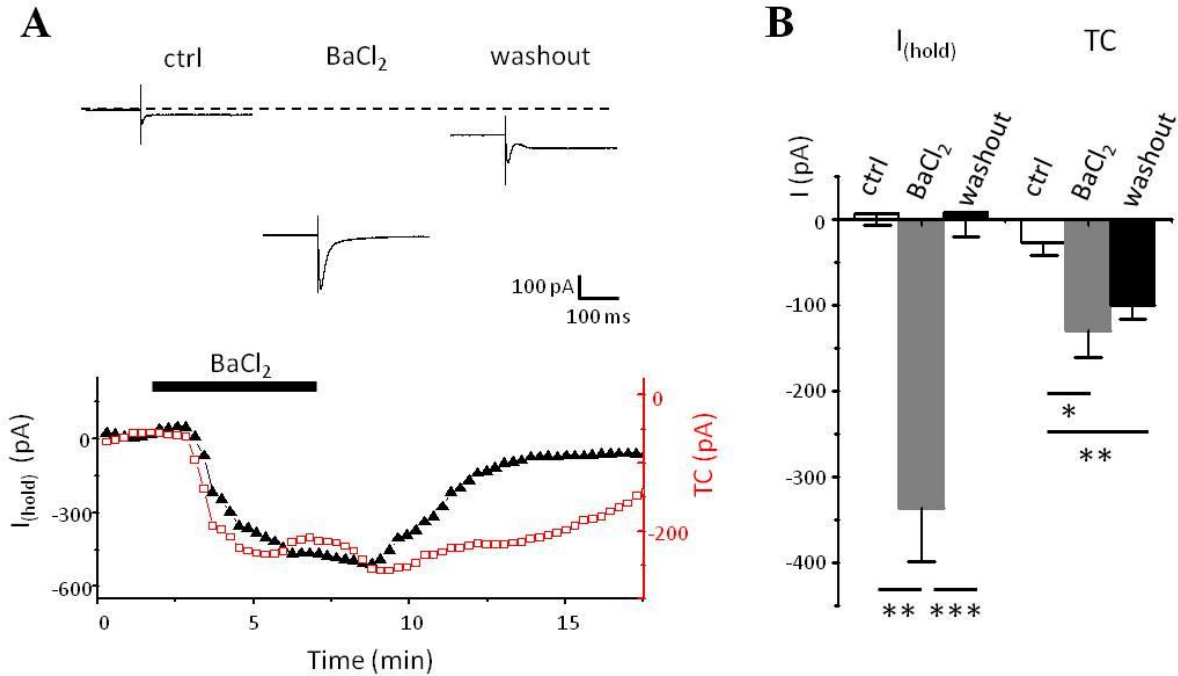 A
ctrl BaCl₂ washout
100 pA
100 ms
BaCl₂
I(hold) (pA)
0
-300
-600
0
-200
TC (pA)
0 5 10 15
Time (min)
B
I(hold) TC
ctrl BaCl₂ washout ctrl BaCl₂ washout
I (pA)
0
-100
-200
-300
-400
*
**
** ***